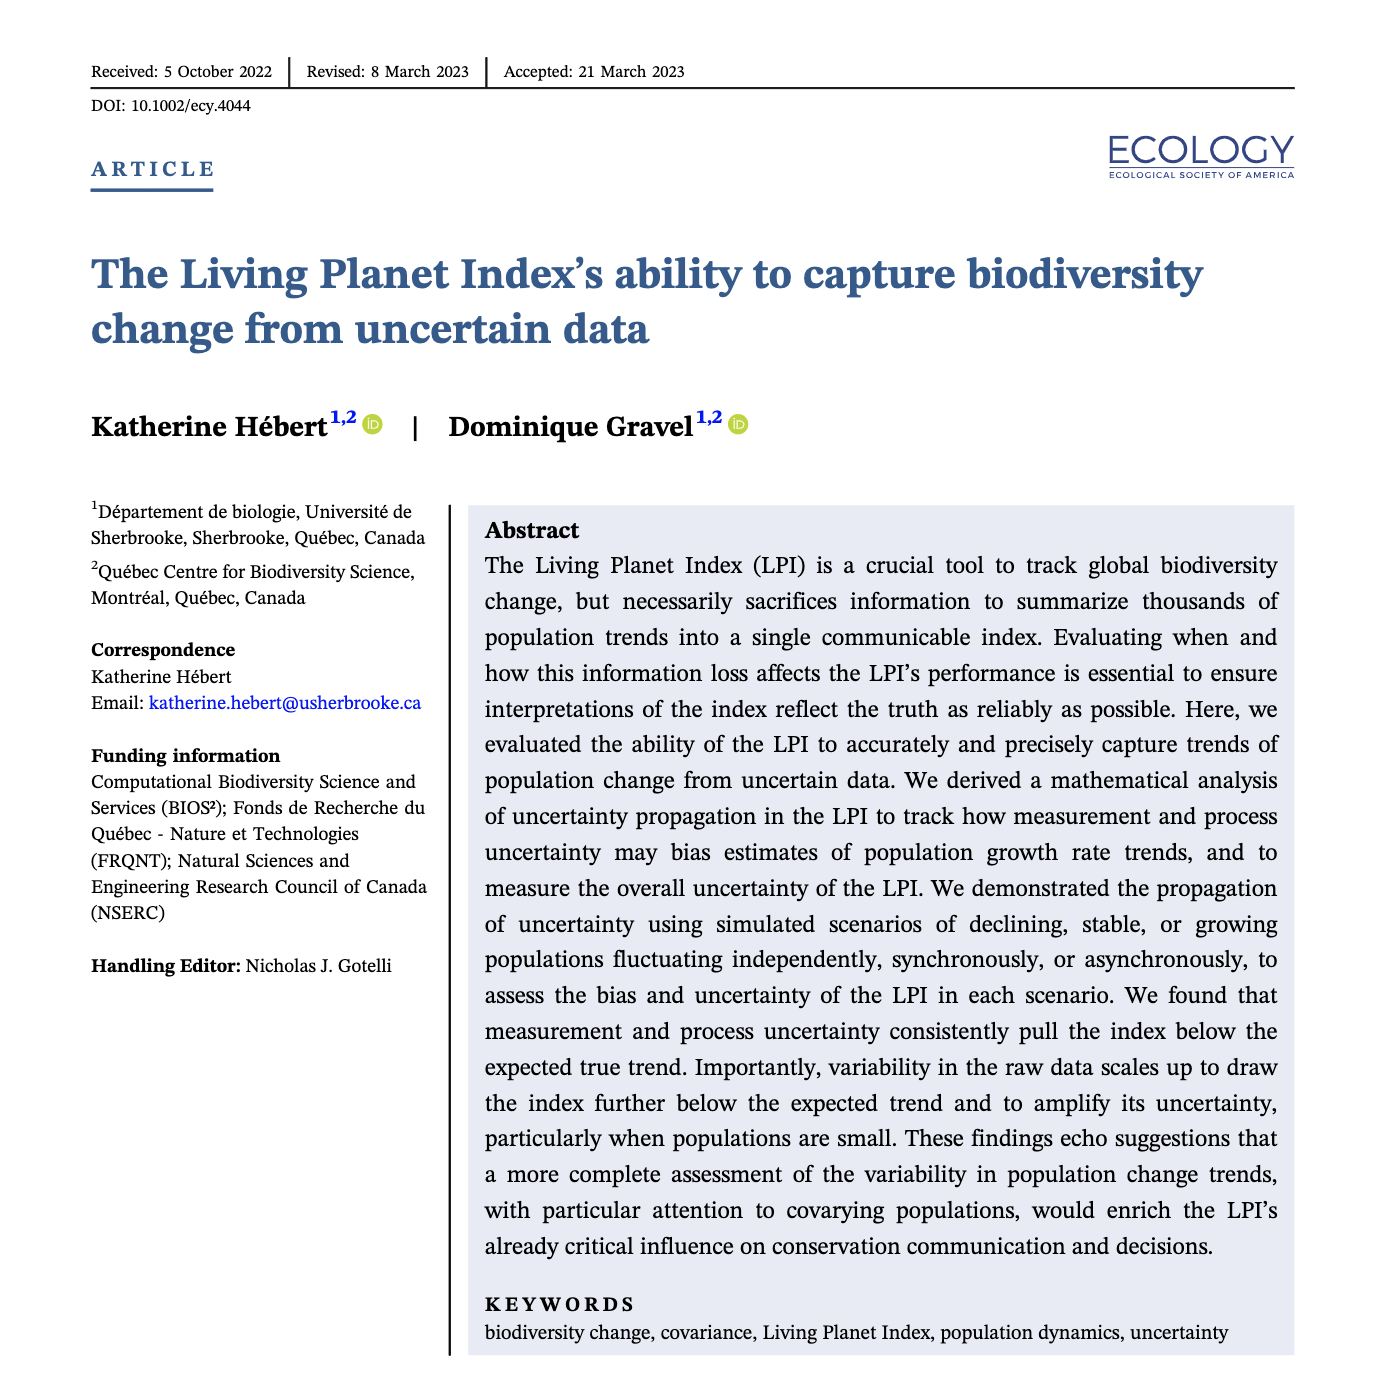 Received: 5 October 2022 | Revised: 8 March 2023 | Accepted: 21 March 2023
DOI: 10.1002/ecy.4044
ARTICLE
ECOLOGY
ECOLOGICAL SOCIETY OF AMERICA
The Living Planet Index’s ability to capture biodiversity
change from uncertain data
Katherine Hébert1,2 iD | Dominique Gravel1,2 iD
1Département de biologie, Université de
Sherbrooke, Sherbrooke, Québec, Canada
2Québec Centre for Biodiversity Science,
Montréal, Québec, Canada
Correspondence
Katherine Hébert
Email: katherine.hebert@usherbrooke.ca
Funding information
Computational Biodiversity Science and
Services (BIOS²); Fonds de Recherche du
Québec - Nature et Technologies
(FRQNT); Natural Sciences and
Engineering Research Council of Canada
(NSERC)
Handling Editor: Nicholas J. Gotelli
Abstract
The Living Planet Index (LPI) is a crucial tool to track global biodiversity
change, but necessarily sacrifices information to summarize thousands of
population trends into a single communicable index. Evaluating when and
how this information loss affects the LPI’s performance is essential to ensure
interpretations of the index reflect the truth as reliably as possible. Here, we
evaluated the ability of the LPI to accurately and precisely capture trends of
population change from uncertain data. We derived a mathematical analysis
of uncertainty propagation in the LPI to track how measurement and process
uncertainty may bias estimates of population growth rate trends, and to
measure the overall uncertainty of the LPI. We demonstrated the propagation
of uncertainty using simulated scenarios of declining, stable, or growing
populations fluctuating independently, synchronously, or asynchronously, to
assess the bias and uncertainty of the LPI in each scenario. We found that
measurement and process uncertainty consistently pull the index below the
expected true trend. Importantly, variability in the raw data scales up to draw
the index further below the expected trend and to amplify its uncertainty,
particularly when populations are small. These findings echo suggestions that
a more complete assessment of the variability in population change trends,
with particular attention to covarying populations, would enrich the LPI’s
already critical influence on conservation communication and decisions.
KEYWORDS
biodiversity change, covariance, Living Planet Index, population dynamics, uncertainty